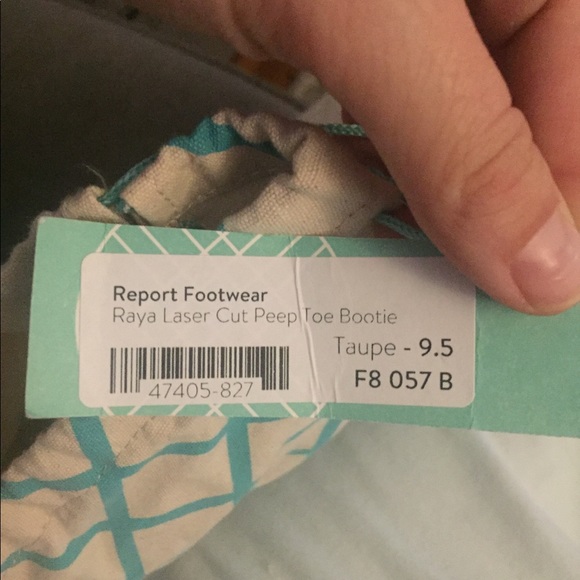 Report Footwear
Raya Laser Cut Peep Toe Bootie
Taupe - 9.5
47405-827
F8 057 B